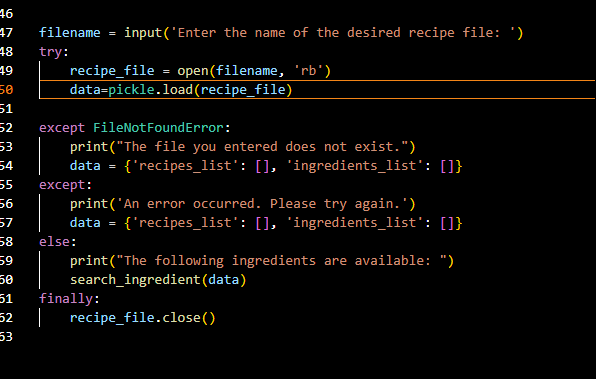 46
47 filename = input('Enter the name of the desired recipe file: ')
48 try:
49     recipe_file = open(filename, 'rb')
50     data=pickle.load(recipe_file)
51
52 except FileNotFoundError:
53     print("The file you entered does not exist.")
54     data = {'recipes_list': [], 'ingredients_list': []}
55 except:
56     print('An error occurred. Please try again.')
57     data = {'recipes_list': [], 'ingredients_list': []}
58 else:
59     print("The following ingredients are available: ")
60     search_ingredient(data)
61 finally:
62     recipe_file.close()
63